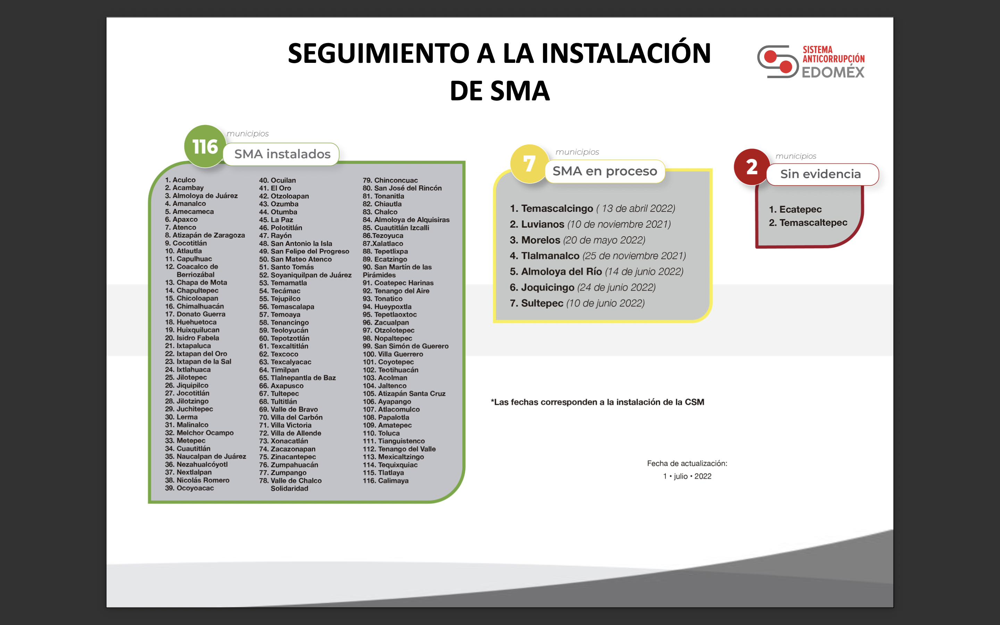 SEGUIMIENTO A LA INSTALACIÓN
DE SMA
SISTEMA
ANTICORRUPCIÓN
EDOMÉX
116
municipios
SMA instalados
1. Aculco
2. Acambay
3. Almoloya de Juárez
4. Amanalco
5. Amecameca
6. Apaxco
7. Atenco
8. Atizapán de Zaragoza
9. Cocotitlán
10. Atlautla
11. Capulhuac
12. Coacalco de
Berriozábal
13. Chapa de Mota
14. Chapultepec
15. Chicoloapan
16. Chimalhuacán
17. Donato Guerra
18. Huehuetoca
19. Huixquilucan
20. Isidro Fabela
21. Ixtapaluca
22. Ixtapan del Oro
23. Ixtapan de la Sal
24. Ixtlahuaca
25. Jilotepec
26. Jiquipilco
27. Jocotitlán
28. Jilotzingo
29. Juchitepec
30. Lerma
31. Malinalco
32. Melchor Ocampo
33. Metepec
34. Cuautitlán
35. Naucalpan de Juárez
36. Nezahualcóyotl
37. Nextlalpan
38. Nicolás Romero
39. Ocoyoacac
40. Ocuilan
41. El Oro
42. Otzoloapan
43. Ozumba
44. Otumba
45. La Paz
46. Polotitlán
47. Rayón
48. San Antonio la Isla
49. San Felipe del Progreso
50. San Mateo Atenco
51. Santo Tomás
52. Soyaniquilpan de Juárez
53. Temamatla
54. Tecámac
55. Tejupilco
56. Temascalapa
57. Temoaya
58. Tenancingo
59. Teoloyucán
60. Tepotzotlán
61. Texcaltitlán
62. Texcoco
63. Texcalyacac
64. Timilpan
65. Tlalnepantla de Baz
66. Axapusco
67. Tultepec
68. Tultitlán
69. Valle de Bravo
70. Villa del Carbón
71. Villa Victoria
72. Villa de Allende
73. Xonacatlán
74. Zacazonapan
75. Zinacantepec
76. Zumpahuacán
77. Zumpango
78. Valle de Chalco
Solidaridad
79. Chinconcuac
80. San José del Rincón
81. Tonanitla
82. Chiautla
83. Chalco
84. Almoloya de Alquisiras
85. Cuautitlán Izcalli
86.Tezoyuca
87.Xalatlaco
88. Tepetlixpa
89. Ecatzingo
90. San Martín de las
Pirámides
91. Coatepec Harinas
92. Tenango del Aire
93. Tonatico
94. Hueypoxtla
95. Tepetlaoxtoc
96. Zacualpan
97. Otzolotepec
98. Nopaltepec
99. San Simón de Guerero
100. Villa Guerrero
101. Coyotepec
102. Teotihuacán
103. Acolman
104. Jaltenco
105. Atizapán Santa Cruz
106. Ayapango
107. Atlacomulco
108. Papalotla
109. Amatepec
110. Toluca
111. Tianguistenco
112. Tenango del Valle
113. Mexicaltzingo
114. Tequixquiac
115. Tlatlaya
116. Calimaya
7
municipios
SMA en proceso
1. Temascalcingo ( 13 de abril 2022)
2. Luvianos (10 de noviembre 2021)
3. Morelos (20 de mayo 2022)
4. Tlalmanalco (25 de noviembre 2021)
5. Almoloya del Río (14 de junio 2022)
6. Joquicingo (24 de junio 2022)
7. Sultepec (10 de junio 2022)
2
municipios
Sin evidencia
1. Ecatepec
2. Temascaltepec
*Las fechas corresponden a la instalación de la CSM
Fecha de actualización:
1 • julio • 2022